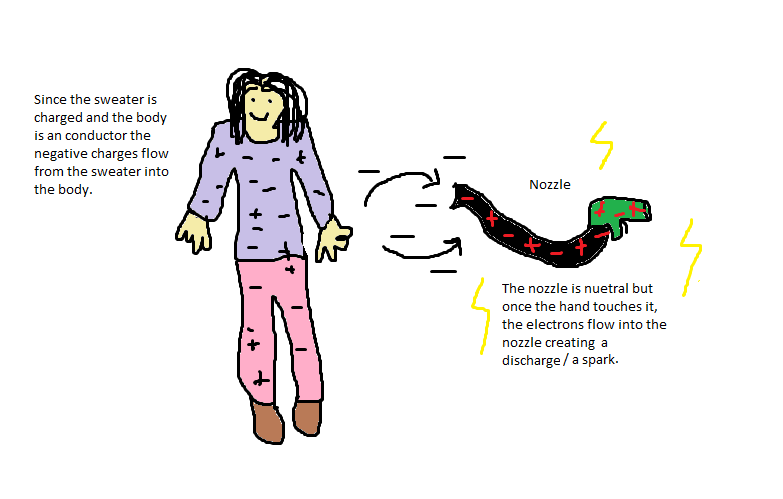 Since the sweater is
charged and the body
is an conductor the
negative charges flow
from the sweater into
the body.
Nozzle
The nozzle is nuetral but
once the hand touches it,
the electrons flow into the
nozzle creating a
discharge/ a spark.